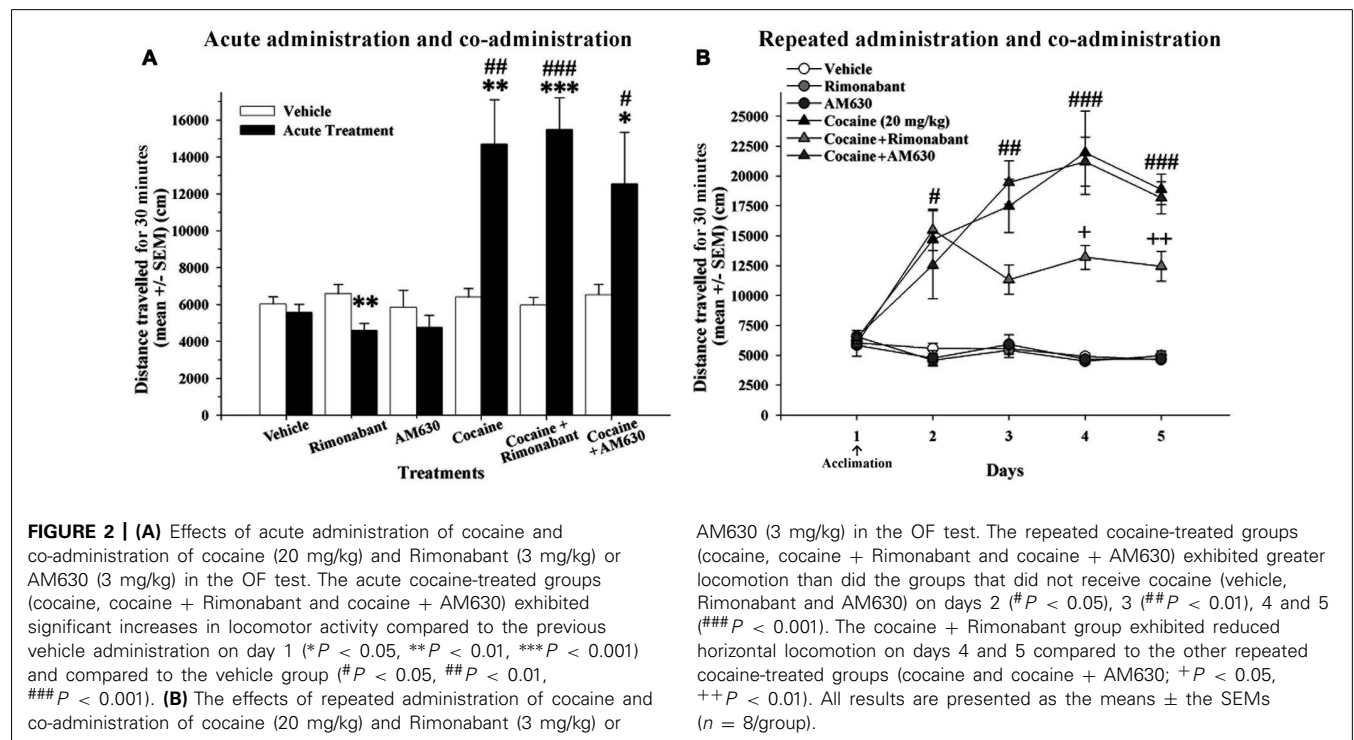 Acute administration and co-administration
A
Distance travelled for 30 minutes
(mean +/- SEM) (cm)
16000
14000
12000
10000
8000
6000
4000
2000
0
Vehicle
Acute Treatment
**
##
**
###
***
#
*
Vehicle
Rimonabant
AM630
Cocaine
Cocaine +
Rimonabant
Cocaine
+AM630
Treatments
Repeated administration and co-administration
B
Vehicle
Rimonabant
AM630
Cocaine (20 mg/kg)
Cocaine+Rimonabant
Cocaine+AM630
Distance travelled for 30 minutes
(mean +/- SEM) (cm)
25000
22500
20000
17500
15000
12500
10000
7500
5000
2500
0
#
##
###
###
+
++
1
2
3
4
5
↑
Acclimation
Days
FIGURE 2 | (A) Effects of acute administration of cocaine and
co-administration of cocaine (20 mg/kg) and Rimonabant (3 mg/kg) or
AM630 (3 mg/kg) in the OF test. The acute cocaine-treated groups
(cocaine, cocaine + Rimonabant and cocaine + AM630) exhibited
significant increases in locomotor activity compared to the previous
vehicle administration on day 1 (*P < 0.05, **P < 0.01, ***P < 0.001)
and compared to the vehicle group (#P < 0.05, ##P < 0.01,
###P < 0.001). (B) The effects of repeated administration of cocaine and
co-administration of cocaine (20 mg/kg) and Rimonabant (3 mg/kg) or
AM630 (3 mg/kg) in the OF test. The repeated cocaine-treated groups
(cocaine, cocaine + Rimonabant and cocaine + AM630) exhibited greater
locomotion than did the groups that did not receive cocaine (vehicle,
Rimonabant and AM630) on days 2 (#P < 0.05), 3 (##P < 0.01), 4 and 5
(###P < 0.001). The cocaine + Rimonabant group exhibited reduced
horizontal locomotion on days 4 and 5 compared to the other repeated
cocaine-treated groups (cocaine and cocaine + AM630; +P < 0.05,
++P < 0.01). All results are presented as the means ± the SEMs
(n = 8/group).